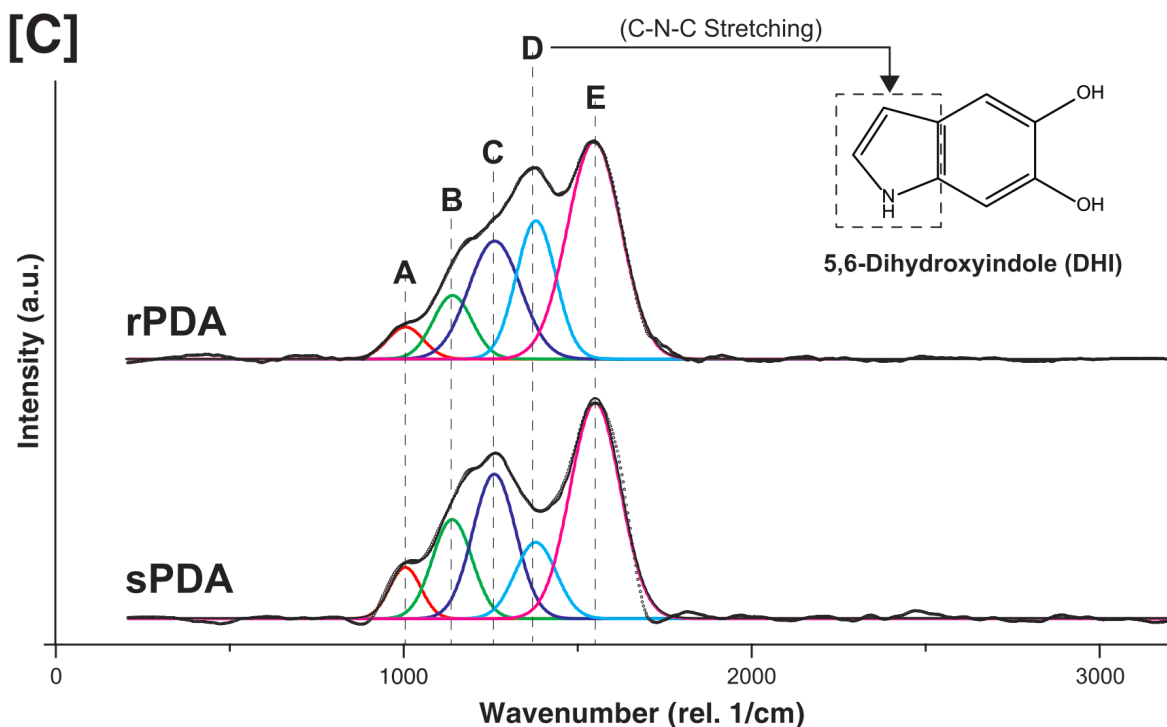 [C]
(C-N-C Stretching)
D
E
C
B
A
OH
OH
N
H
5,6-Dihydroxyindole (DHI)
rPDA
sPDA
Intensity (a.u.)
0
1000
2000
3000
Wavenumber (rel. 1/cm)